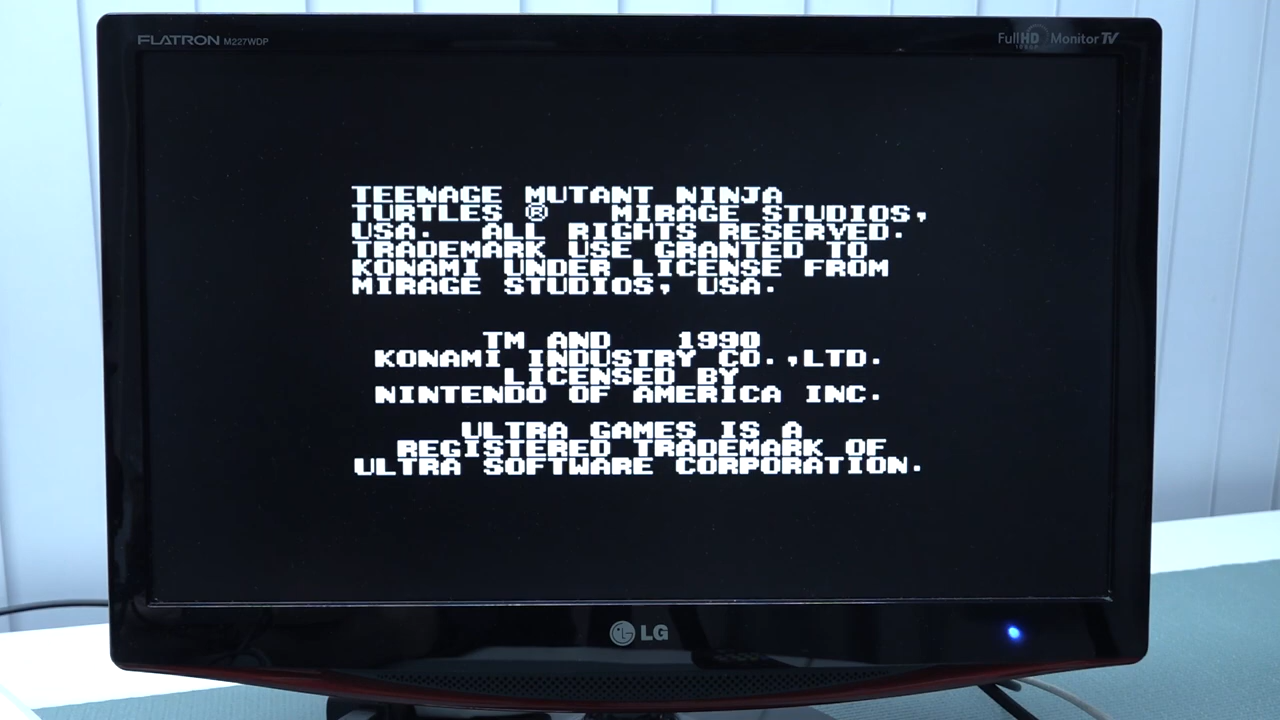 FLATRON M227WDP
FullHD 1080P Monitor TV
TEENAGE MUTANT NINJA
TURTLES ® MIRAGE STUDIOS,
USA. ALL RIGHTS RESERVED.
TRADEMARK USE GRANTED TO
KONAMI UNDER LICENSE FROM
MIRAGE STUDIOS, USA.
TM AND 1990
KONAMI INDUSTRY CO.,LTD.
LICENSED BY
NINTENDO OF AMERICA INC.
ULTRA GAMES IS A
REGISTERED TRADEMARK OF
ULTRA SOFTWARE CORPORATION.
LG